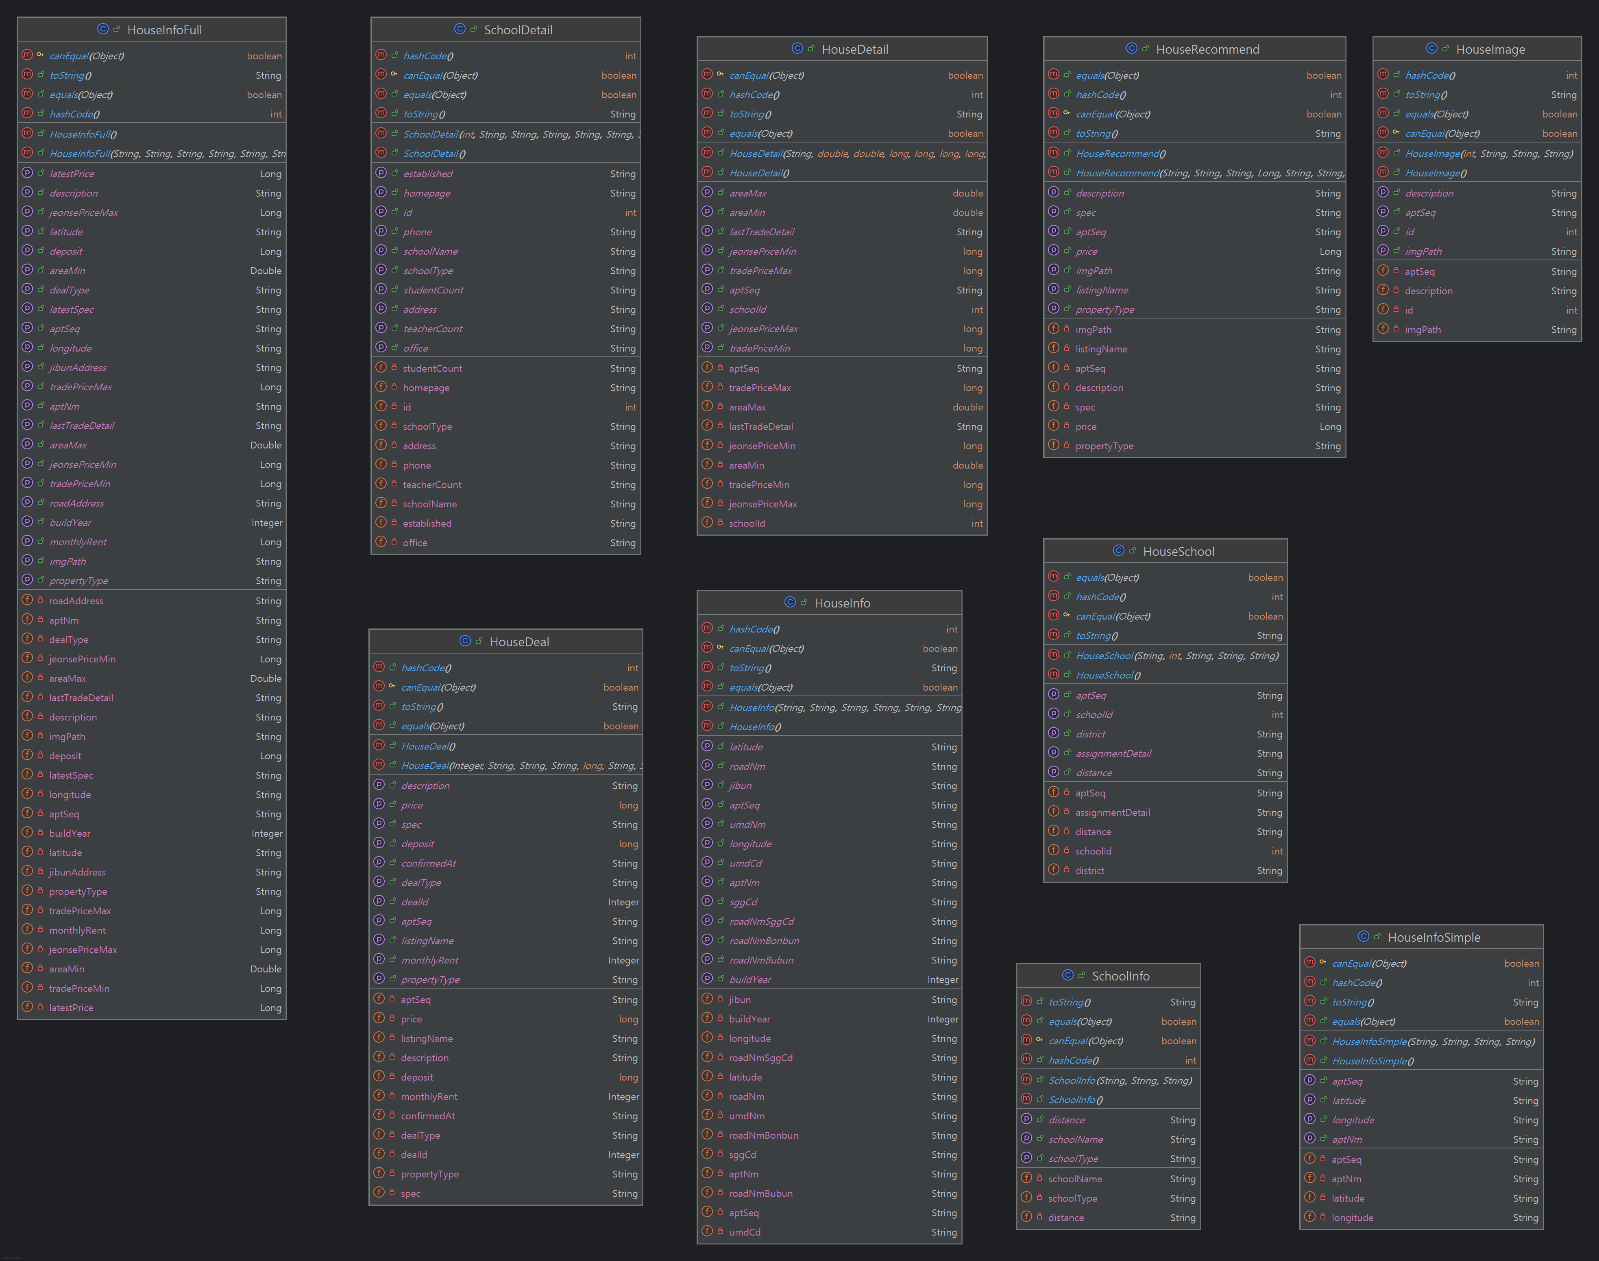 HouseInfoFull
canEqual(Object) boolean
toString() String
equals(Object) boolean
hashCode() int
HouseInfoFull()
HouseInfoFull(String, String, String, String, String, Str
latestPrice Long
description String
jeonsePriceMax Long
latitude String
deposit Long
areaMin Double
dealType String
latestSpec String
aptSeq String
longitude String
jibunAddress String
tradePriceMax Long
aptNm String
lastTradeDetail String
areaMax Double
jeonsePriceMin Long
tradePriceMin Long
roadAddress String
buildYear Integer
monthlyRent Long
imgPath String
propertyType String
roadAddress String
aptNm String
dealType String
jeonsePriceMin Long
areaMax Double
lastTradeDetail String
description String
imgPath String
deposit Long
latestSpec String
longitude String
aptSeq String
buildYear Integer
latitude String
jibunAddress String
propertyType String
tradePriceMax Long
monthlyRent Long
jeonsePriceMax Long
areaMin Double
tradePriceMin Long
latestPrice Long
SchoolDetail
hashCode() int
canEqual(Object) boolean
equals(Object) boolean
toString() String
SchoolDetail(int, String, String, String, String, String, S
SchoolDetail()
established String
homepage String
id int
phone String
schoolName String
schoolType String
studentCount String
address String
teacherCount String
office String
studentCount String
homepage String
id int
schoolType String
address String
phone String
teacherCount String
schoolName String
established String
office String
HouseDeal
hashCode() int
canEqual(Object) boolean
toString() String
equals(Object) boolean
HouseDeal()
HouseDeal(Integer, String, String, String, long, String, S
description String
price long
spec String
deposit long
confirmedAt String
dealType String
dealId Integer
aptSeq String
listingName String
monthlyRent Integer
propertyType String
aptSeq String
price long
listingName String
description String
deposit long
monthlyRent Integer
confirmedAt String
dealType String
dealId Integer
propertyType String
spec String
HouseDetail
canEqual(Object) boolean
hashCode() int
toString() String
equals(Object) boolean
HouseDetail(String, double, double, long, long, long, long,
HouseDetail()
areaMax double
areaMin double
lastTradeDetail String
jeonsePriceMin long
tradePriceMax long
aptSeq String
schoolId int
jeonsePriceMax long
tradePriceMin long
aptSeq String
tradePriceMax long
areaMax double
lastTradeDetail String
jeonsePriceMin long
areaMin double
tradePriceMin long
jeonsePriceMax long
schoolId int
HouseInfo
hashCode() int
canEqual(Object) boolean
toString() String
equals(Object) boolean
HouseInfo(String, String, String, String, String, String
HouseInfo()
latitude String
roadNm String
jibun String
aptSeq String
umdNm String
longitude String
umdCd String
aptNm String
sggCd String
roadNmSggCd String
roadNmBonbun String
roadNmBubun String
buildYear Integer
jibun String
buildYear Integer
longitude String
roadNmSggCd String
latitude String
roadNm String
umdNm String
roadNmBonbun String
sggCd String
aptNm String
roadNmBubun String
aptSeq String
umdCd String
HouseRecommend
equals(Object) boolean
hashCode() int
canEqual(Object) boolean
toString() String
HouseRecommend()
HouseRecommend(String, String, String, Long, String, String,
description String
spec String
aptSeq String
price Long
imgPath String
listingName String
propertyType String
imgPath String
listingName String
aptSeq String
description String
spec String
price Long
propertyType String
HouseImage
hashCode() int
toString() String
equals(Object) boolean
canEqual(Object) boolean
HouseImage(int, String, String, String)
HouseImage()
description String
aptSeq String
id int
imgPath String
aptSeq String
description String
id int
imgPath String
HouseSchool
equals(Object) boolean
hashCode() int
canEqual(Object) boolean
toString() String
HouseSchool(String, int, String, String, String)
HouseSchool()
aptSeq String
schoolId int
district String
assignmentDetail String
distance String
aptSeq String
assignmentDetail String
distance String
schoolId int
district String
SchoolInfo
toString() String
equals(Object) boolean
canEqual(Object) boolean
hashCode() int
SchoolInfo(String, String, String)
SchoolInfo()
distance String
schoolName String
schoolType String
schoolName String
schoolType String
distance String
HouseInfoSimple
canEqual(Object) boolean
hashCode() int
toString() String
equals(Object) boolean
HouseInfoSimple(String, String, String, String)
HouseInfoSimple()
aptSeq String
latitude String
longitude String
aptNm String
aptSeq String
aptNm String
latitude String
longitude String